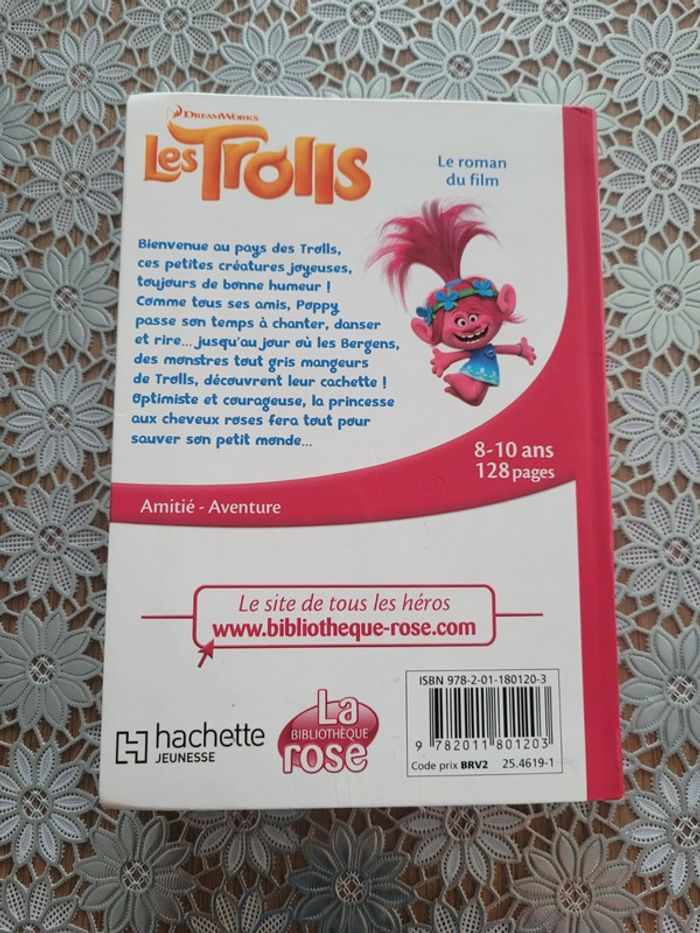 DREAMWORKS
Les Trolls
Le roman
du film
Bienvenue au pays des Trolls,
ces petites créatures joyeuses,
toujours de bonne humeur !
Comme tous ses amis, Poppy
passe son temps à chanter, danser
et rire... jusqu'au jour où les Bergens,
des monstres tout gris mangeurs
de Trolls, découvrent leur cachette !
Optimiste et courageuse, la princesse
aux cheveux roses fera tout pour
sauver son petit monde...
8-10 ans
128 pages
Amitié - Aventure
Le site de tous les héros
www.bibliotheque-rose.com
ISBN 978-2-01-180120-3
9 782011 801203
Code prix BRV2 25.4619-1
hachette
JEUNESSE
La
BIBLIOTHÈQUE
rose